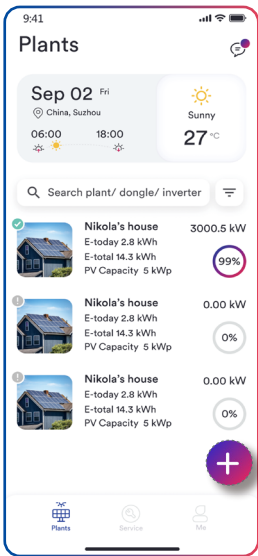 9:41
Plants
Sep 02 Fri
China, Suzhou
06:00 18:00
Sunny
27 °C
Search plant/ dongle/ inverter
Nikola's house 3000.5 kW
E-today 2.8 kWh
E-total 14.3 kWh
PV Capacity 5 kWp
99%
Nikola's house 0.00 kW
E-today 2.8 kWh
E-total 14.3 kWh
PV Capacity 5 kWp
0%
Nikola's house 0.00 kW
E-today 2.8 kWh
E-total 14.3 kWh
PV Capacity 5 kWp
0%
Plants Service Me